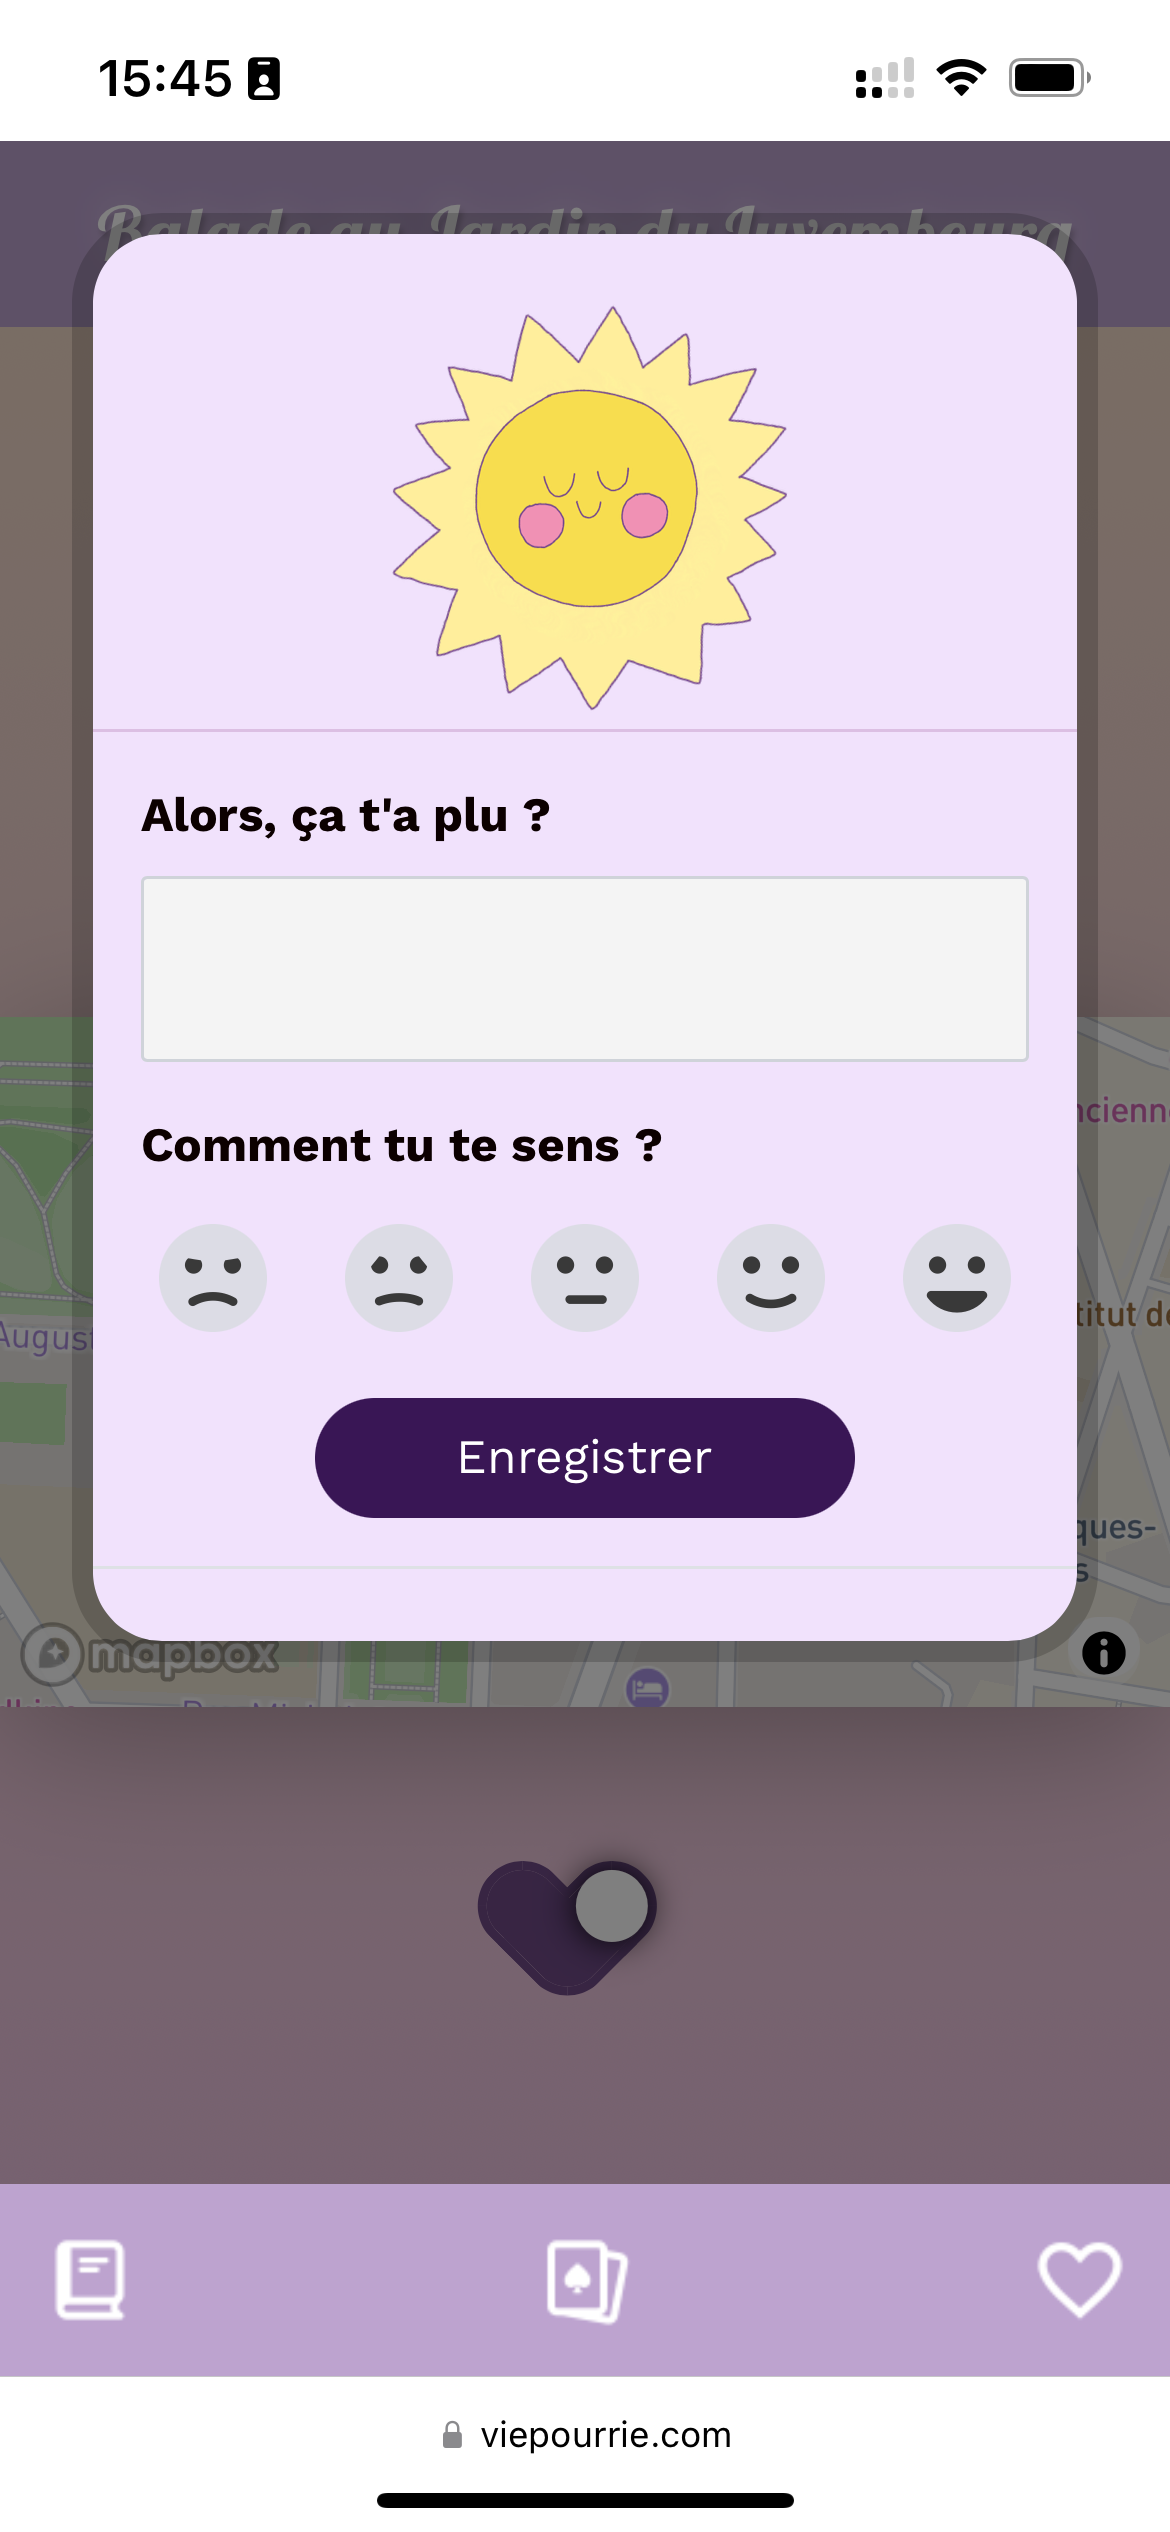 15:45
Balade au Jardin du Luxembourg
Alors, ça t'a plu ?
Comment tu te sens ?
August
titut de
ques-
Enregistrer
mapbox
viepourrie.com